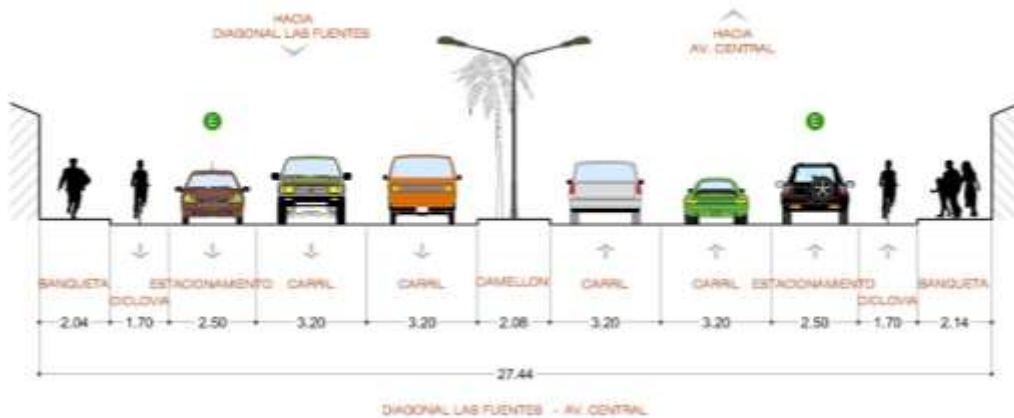 HACIA
DIAGONAL LAS FUENTES
HACIA
AV. CENTRAL
E
E
BANQUETA
CICLOVIA
ESTACIONAMIENTO
CARRIL
CARRIL
CAMELLON
CARRIL
CARRIL
ESTACIONAMIENTO
CICLOVIA
BANQUETA
2.04
1.70
2.50
3.20
3.20
2.08
3.20
3.20
2.50
1.70
2.14
27.44
DIAGONAL LAS FUENTES - AV. CENTRAL